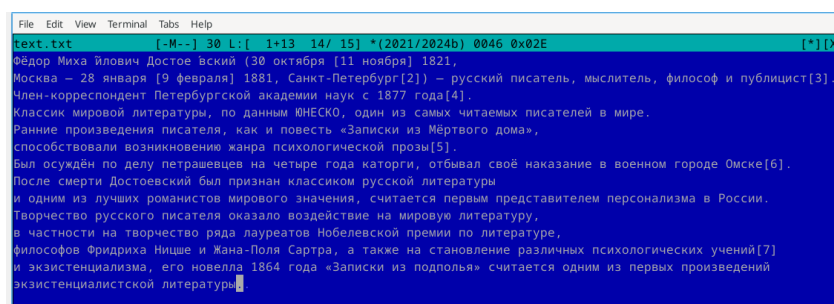 File Edit View Terminal Tabs Help
text.txt [-M--] 30 L:[ 1+13 14/ 15] *(2021/2024b) 0046 0x02E [*][X
Фёдор Миха́йлович Достое́вский (30 октября [11 ноября] 1821,
Москва — 28 января [9 февраля] 1881, Санкт-Петербург[2]) — русский писатель, мыслитель, философ и публицист[3].
Член-корреспондент Петербургской академии наук с 1877 года[4].
Классик мировой литературы, по данным ЮНЕСКО, один из самых читаемых писателей в мире.
Ранние произведения писателя, как и повесть «Записки из Мёртвого дома»,
способствовали возникновению жанра психологической прозы[5].
Был осуждён по делу петрашевцев на четыре года каторги, отбывал своё наказание в военном городе Омске[6].
После смерти Достоевский был признан классиком русской литературы
и одним из лучших романистов мирового значения, считается первым представителем персонализма в России.
Творчество русского писателя оказало воздействие на мировую литературу,
в частности на творчество ряда лауреатов Нобелевской премии по литературе,
философов Фридриха Ницше и Жана-Поля Сартра, а также на становление различных психологических учений[7]
и экзистенциализма, его новелла 1864 года «Записки из подполья» считается одним из первых произведений
экзистенциалистской литературы.